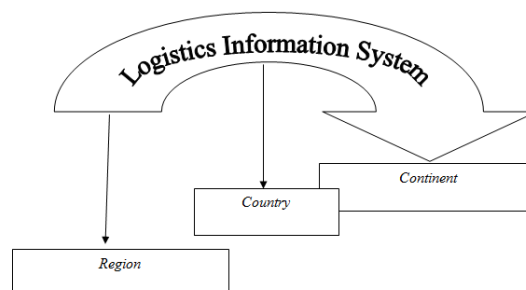 Logistics Information System
Continent
Country
Region